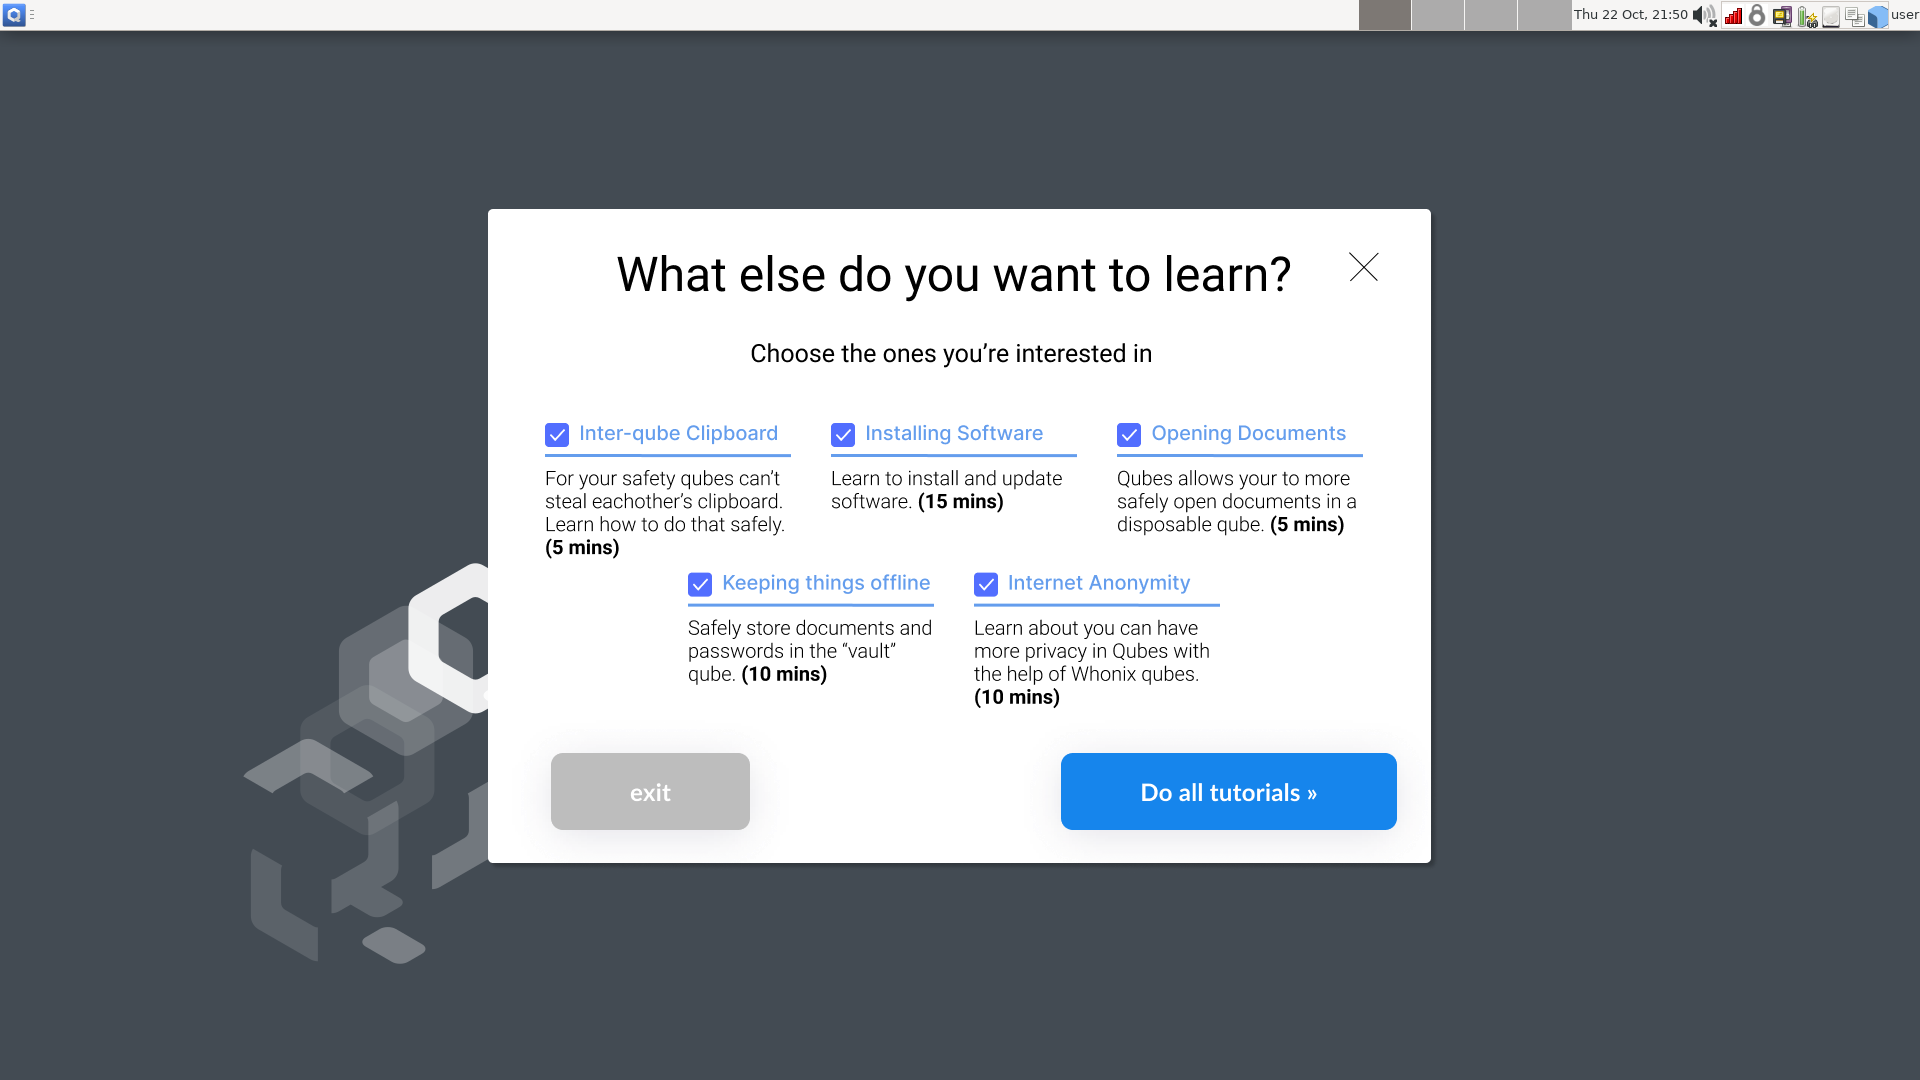 Thu 22 Oct, 21:50
user
What else do you want to learn?
Choose the ones you’re interested in
Inter-qube Clipboard
For your safety qubes can’t
steal eachother’s clipboard.
Learn how to do that safely.
(5 mins)
Installing Software
Learn to install and update
software. (15 mins)
Opening Documents
Qubes allows your to more
safely open documents in a
disposable qube. (5 mins)
Keeping things offline
Safely store documents and
passwords in the “vault”
qube. (10 mins)
Internet Anonymity
Learn about you can have
more privacy in Qubes with
the help of Whonix qubes.
(10 mins)
exit
Do all tutorials »